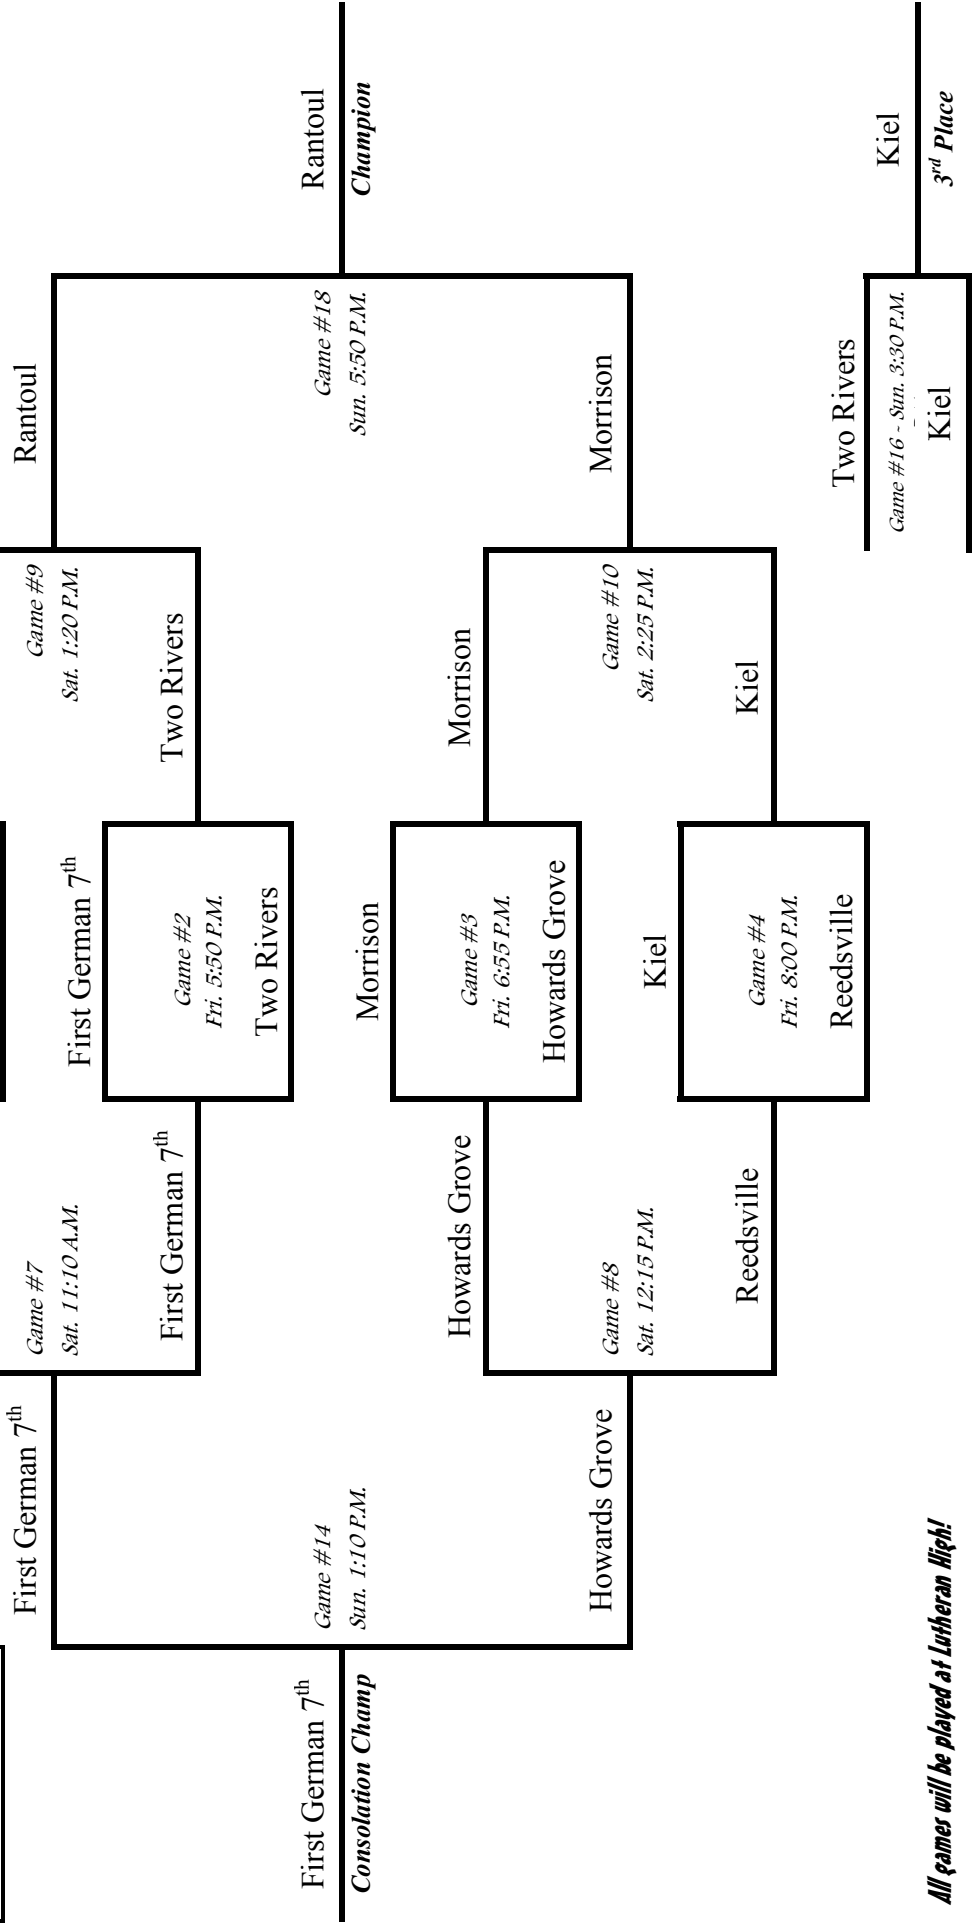 First German 7th
Game #7
Sat. 11:10 A.M.
First German 7th
First German 7th
Game #2
Fri. 5:50 P.M.
Two Rivers
Two Rivers
Game #9
Sat. 1:20 P.M.
Rantoul
First German 7th
Consolation Champ
Game #14
Sun. 1:10 P.M.
Game #18
Sun. 5:50 P.M.
Rantoul
Champion
Morrison
Howards Grove
Game #3
Fri. 6:55 P.M.
Howards Grove
Morrison
Howards Grove
Game #8
Sat. 12:15 P.M.
Game #10
Sat. 2:25 P.M.
Morrison
Kiel
Reedsville
Game #4
Fri. 8:00 P.M.
Reedsville
Kiel
Two Rivers
Game #16 - Sun. 3:30 P.M.
Kiel
Kiel
3rd Place
All games will be played at Lutheran High!